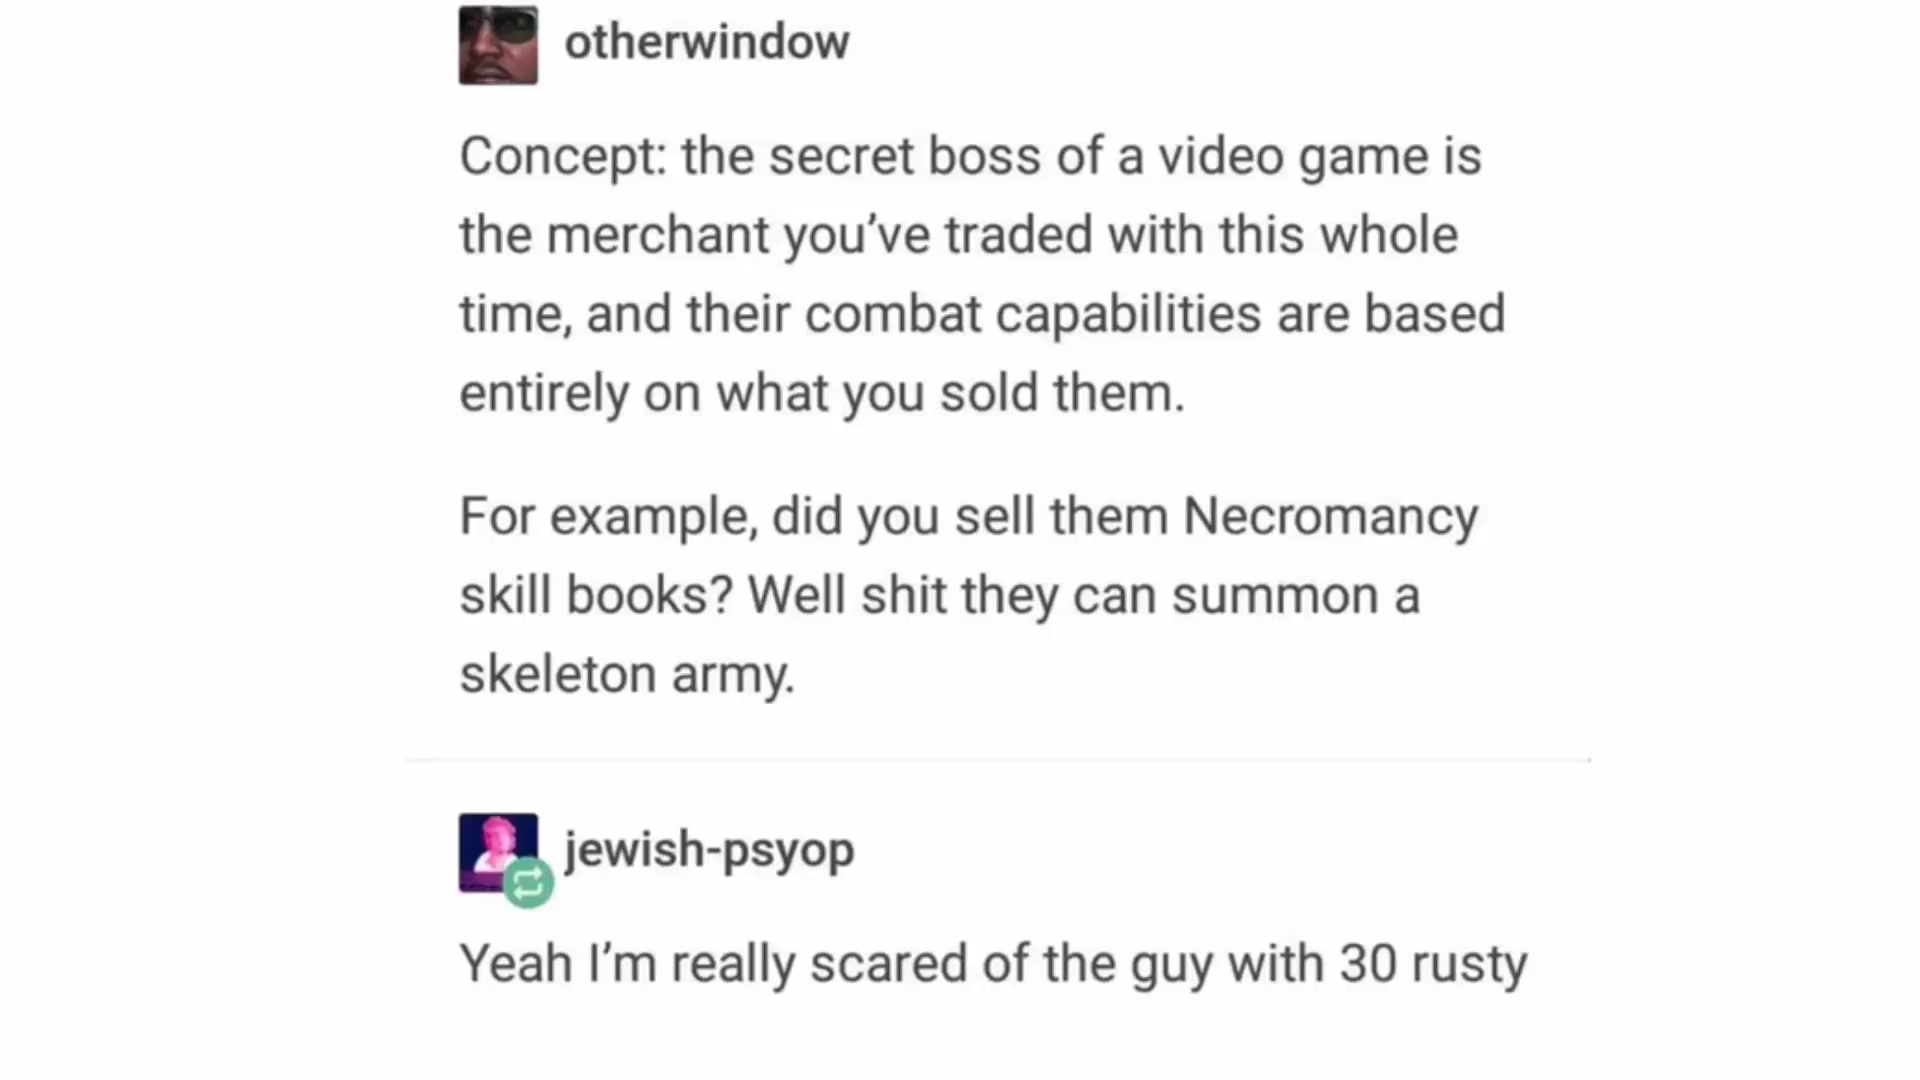 otherwindow
Concept: the secret boss of a video game is
the merchant you’ve traded with this whole
time, and their combat capabilities are based
entirely on what you sold them.
For example, did you sell them Necromancy
skill books? Well shit they can summon a
skeleton army.
jewish-psyop
Yeah I’m really scared of the guy with 30 rusty